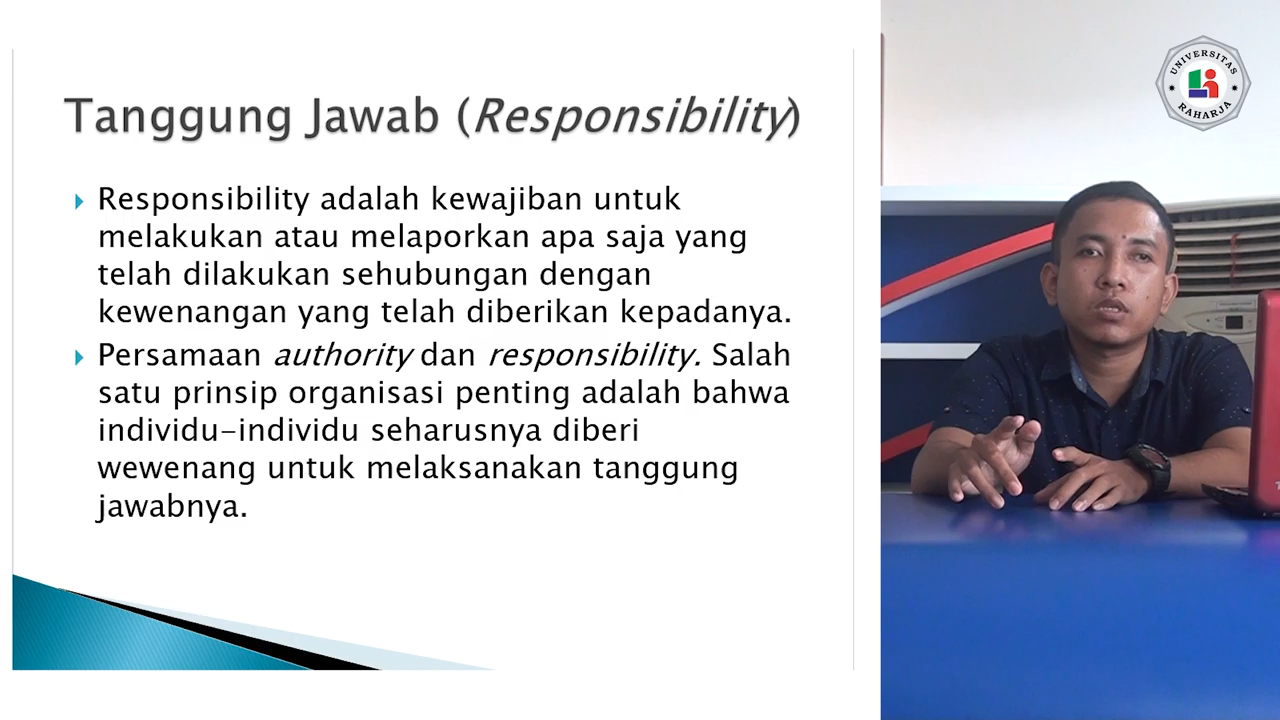 Tanggung Jawab (Responsibility)
Responsibility adalah kewajiban untuk
melakukan atau melaporkan apa saja yang
telah dilakukan sehubungan dengan
kewenangan yang telah diberikan kepadanya.
Persamaan authority dan responsibility. Salah
satu prinsip organisasi penting adalah bahwa
individu-individu seharusnya diberi
wewenang untuk melaksanakan tanggung
jawabnya.
UNIVERSITAS
RAHARJA